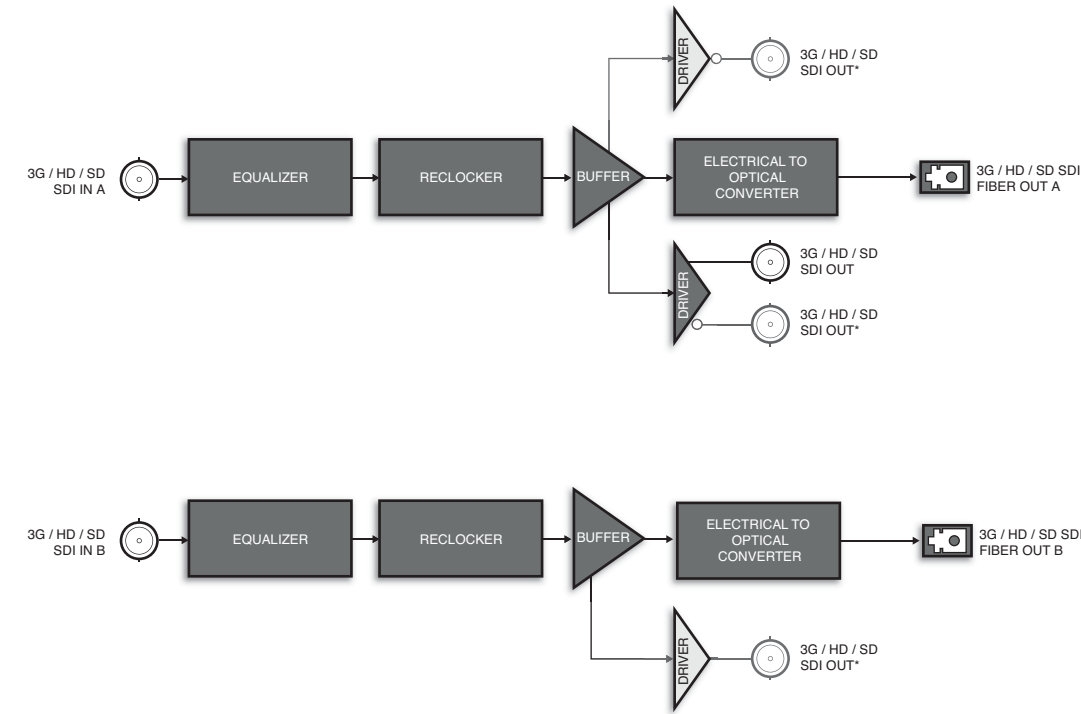 DRIVER
3G / HD / SD
SDI OUT*
3G / HD / SD
SDI IN A
EQUALIZER
RECLOCKER
BUFFER
ELECTRICAL TO
OPTICAL
CONVERTER
3G / HD / SD SDI
FIBER OUT A
DRIVER
3G / HD / SD
SDI OUT
3G / HD / SD
SDI OUT*
3G / HD / SD
SDI IN B
EQUALIZER
RECLOCKER
BUFFER
ELECTRICAL TO
OPTICAL
CONVERTER
3G / HD / SD SDI
FIBER OUT B
DRIVER
3G / HD / SD
SDI OUT*